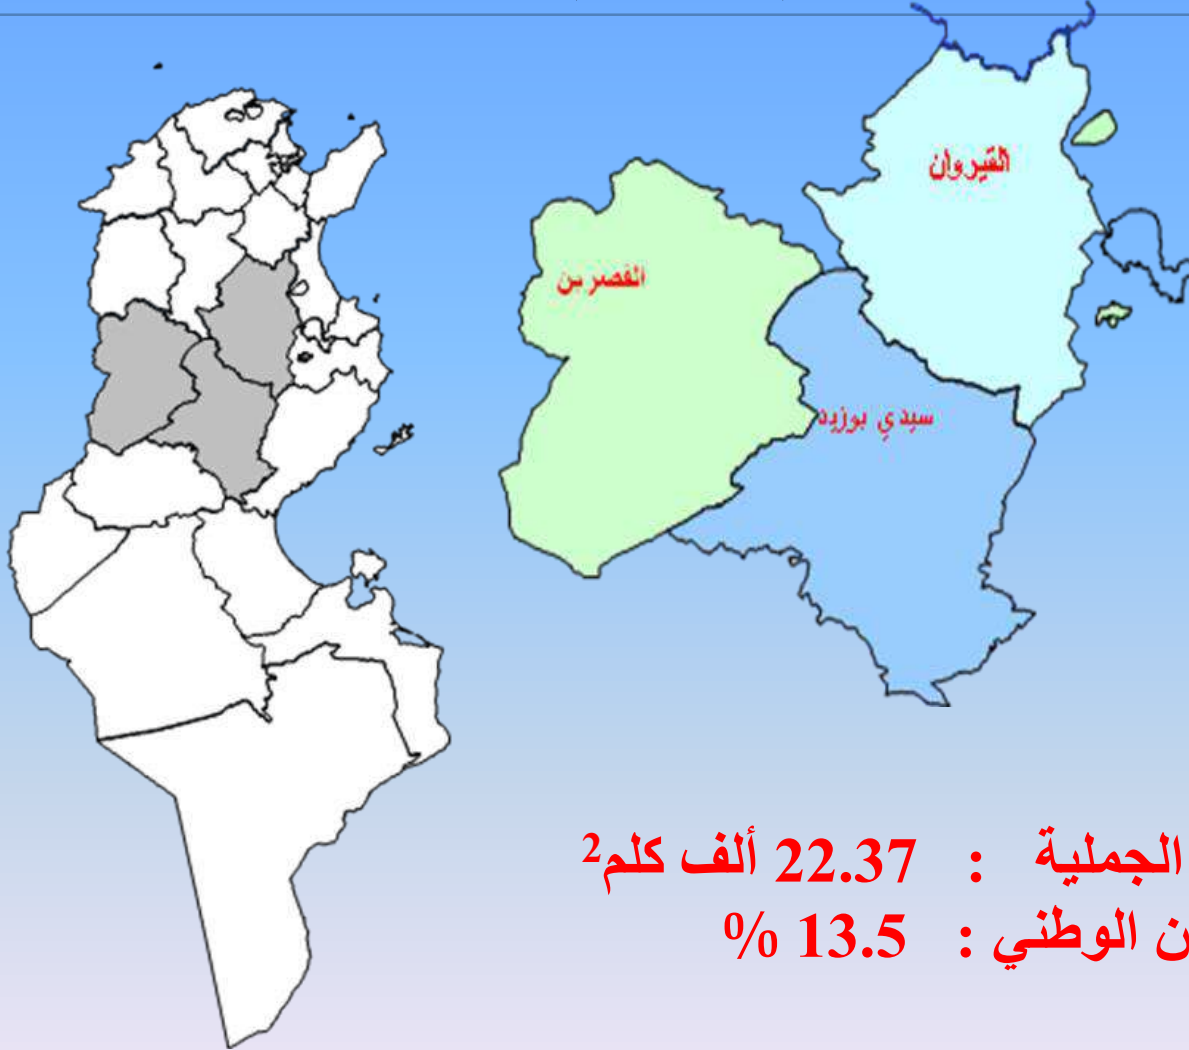 القيروان
القصرين
سيدي بوزيد
الجملية : 22.37 ألف كلم²
الوطني : 13.5 %